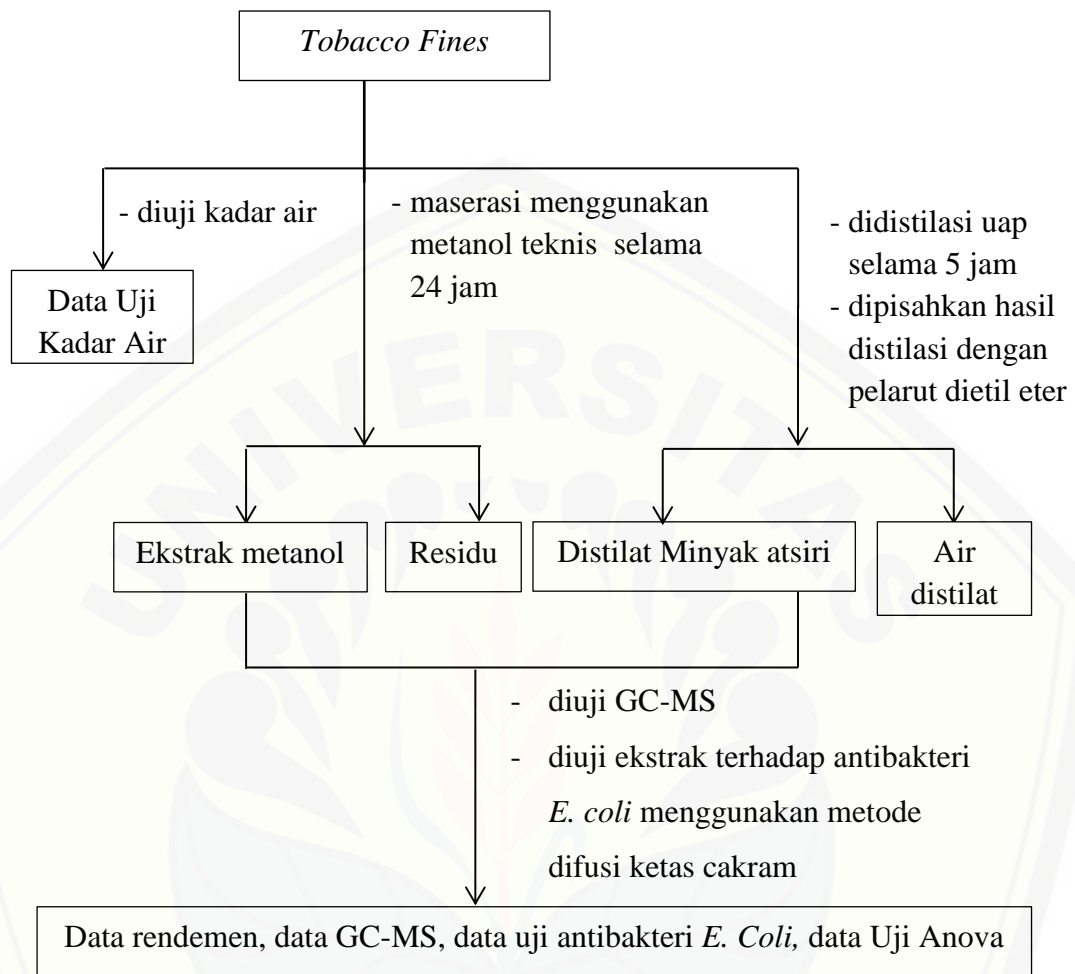 Tobacco Fines
- diuji kadar air
- maserasi menggunakan
metanol teknis selama
24 jam
- didistilasi uap
selama 5 jam
- dipisahkan hasil
distilasi dengan
pelarut dietil eter
Data Uji
Kadar Air
Ekstrak metanol
Residu
Distilat Minyak atsiri
Air
distilat
- diuji GC-MS
- diuji ekstrak terhadap antibakteri
E. coli menggunakan metode
difusi ketas cakram
Data rendemen, data GC-MS, data uji antibakteri E. Coli, data Uji Anova
UNIVERSITAS